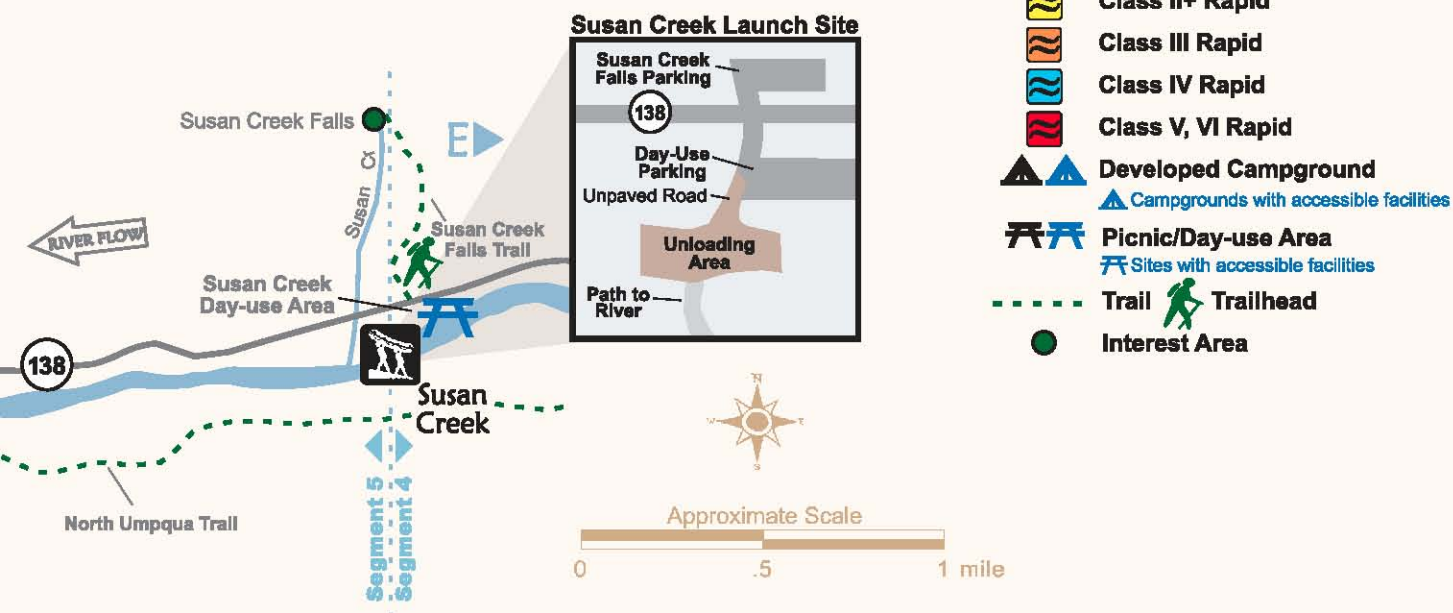 Susan Creek Launch Site
Susan Creek
Falls Parking
138
Day-Use
Parking
Unpaved Road
Unloading
Area
Path to
River
Susan Creek Falls
E
Susan Cr
RIVER FLOW
Susan Creek
Falls Trail
Susan Creek
Day-use Area
138
Susan
Creek
North Umpqua Trail
Segment 5
Segment 4
N
W
E
S
Approximate Scale
0 .5 1 mile
Class II+ Rapid
Class III Rapid
Class IV Rapid
Class V, VI Rapid
Developed Campground
Campgrounds with accessible facilities
Picnic/Day-use Area
Sites with accessible facilities
Trail Trailhead
Interest Area